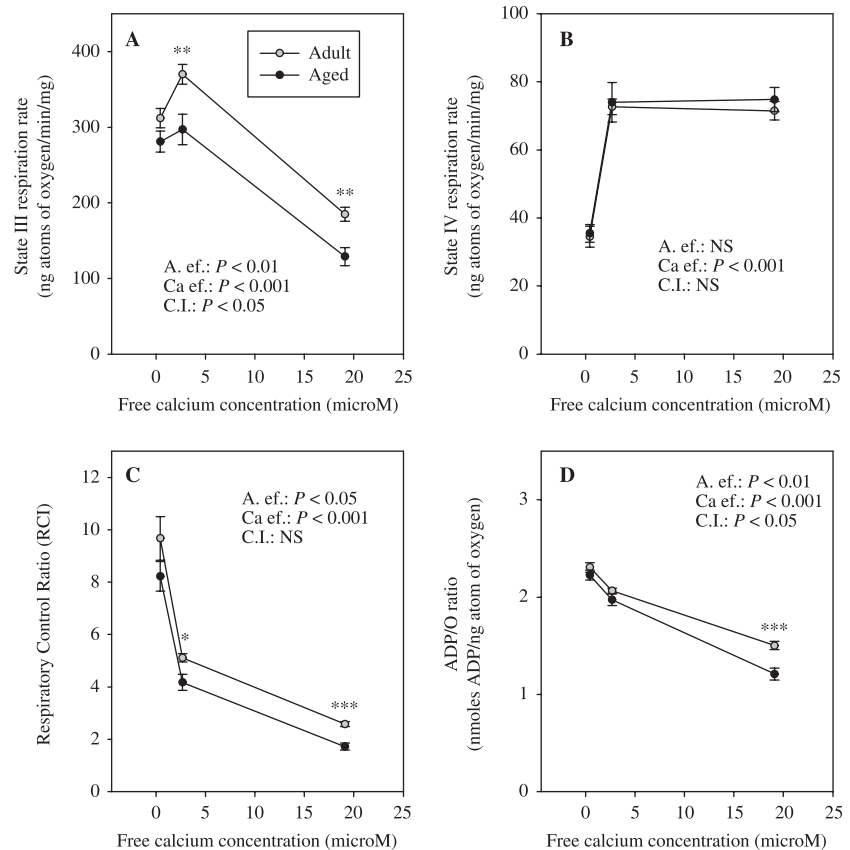 A
**
Adult
Aged
**
A. ef.: P < 0.01
Ca ef.: P < 0.001
C.I.: P < 0.05
State III respiration rate
(ng atoms of oxygen/min/mg)
400
300
200
100
0
0 5 10 15 20 25
Free calcium concentration (microM)
B
A. ef.: NS
Ca ef.: P < 0.001
C.I.: NS
State IV respiration rate
(ng atoms of oxygen/min/mg)
100
80
60
40
20
0
0 5 10 15 20 25
Free calcium concentration (microM)
C
A. ef.: P < 0.05
Ca ef.: P < 0.001
C.I.: NS
*
***
Respiratory Control Ratio (RCI)
12
10
8
6
4
2
0
0 5 10 15 20 25
Free calcium concentration (microM)
D
A. ef.: P < 0.01
Ca ef.: P < 0.001
C.I.: P < 0.05
***
ADP/O ratio
(nmoles ADP/ng atom of oxygen)
3
2
1
0
0 5 10 15 20 25
Free calcium concentration (microM)